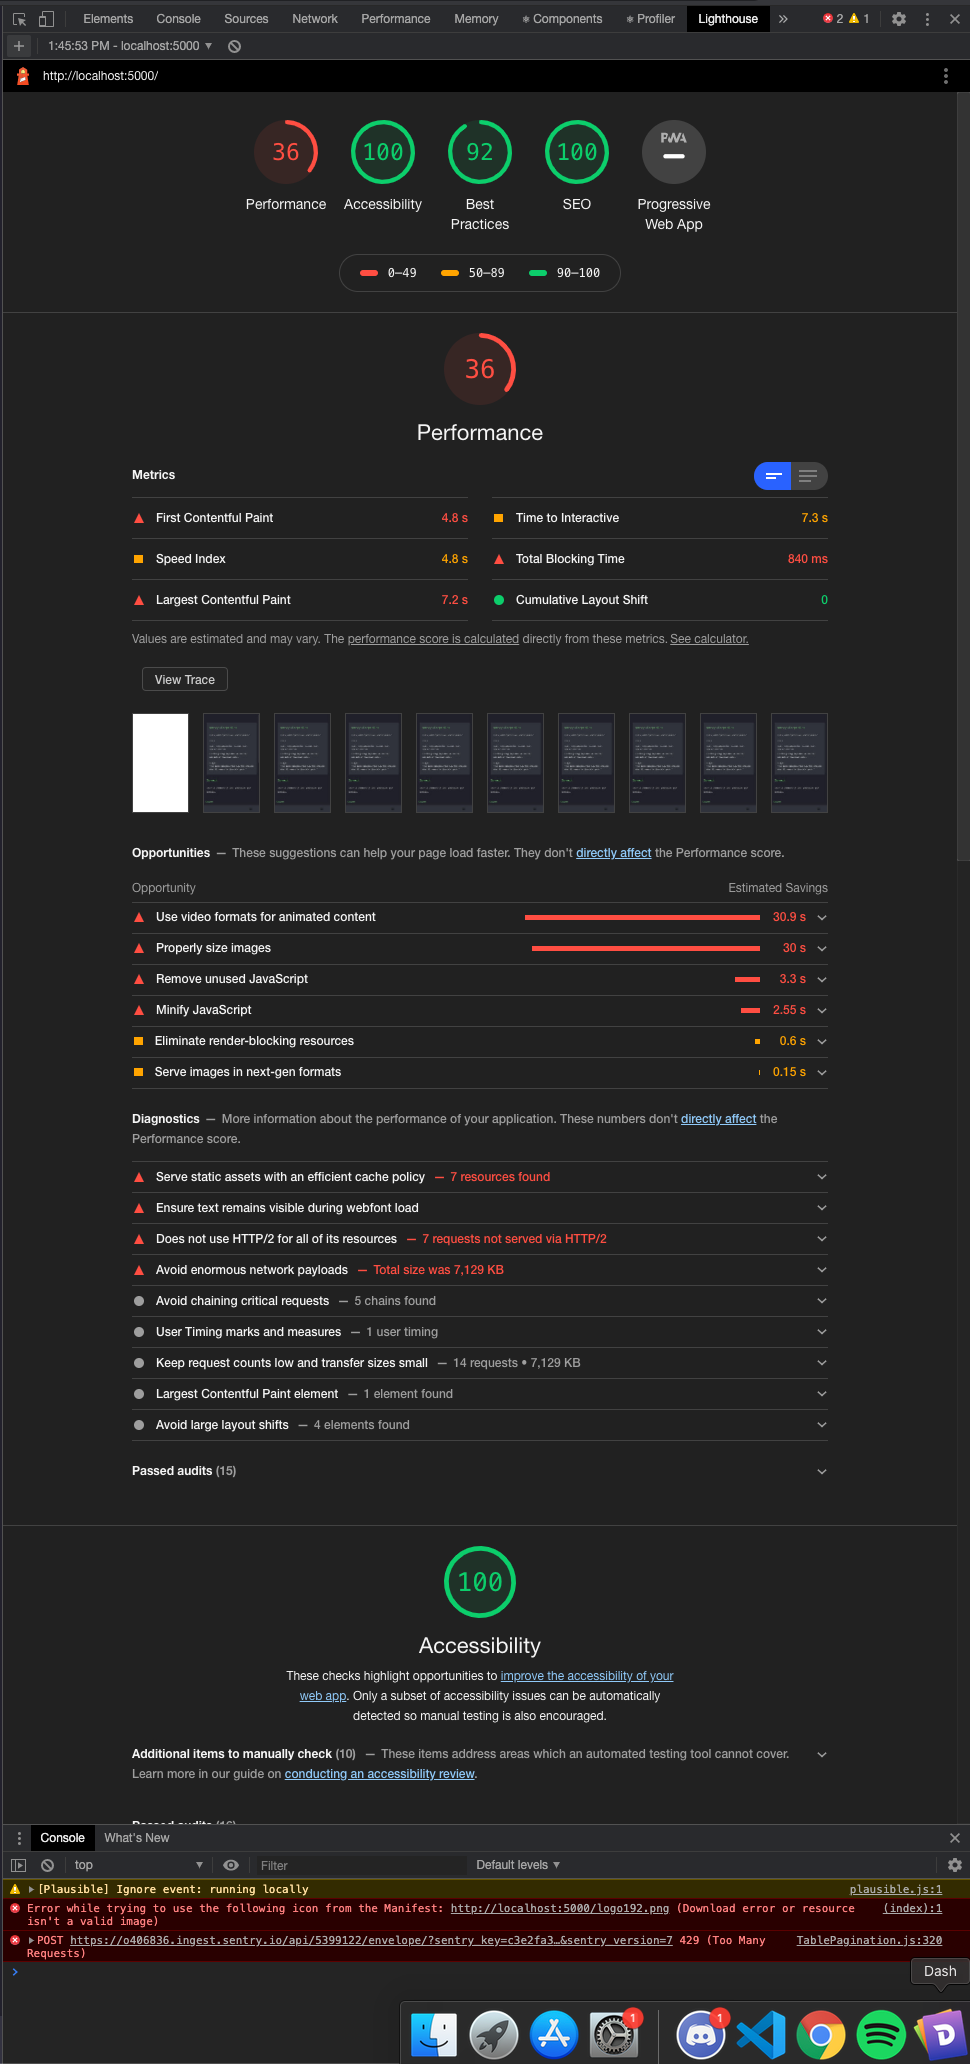 Elements Console Sources Network Performance Memory Components Profiler Lighthouse » 2 1
+ 1:45:53 PM - localhost:5000
http://localhost:5000/
36 100 92 100 PWA
Performance Accessibility Best Practices SEO Progressive Web App
0–49 50–89 90–100
36
Performance
Metrics
First Contentful Paint 4.8 s Time to Interactive 7.3 s
Speed Index 4.8 s Total Blocking Time 840 ms
Largest Contentful Paint 7.2 s Cumulative Layout Shift 0
Values are estimated and may vary. The performance score is calculated directly from these metrics. See calculator.
View Trace
Opportunities — These suggestions can help your page load faster. They don't directly affect the Performance score.
Opportunity Estimated Savings
Use video formats for animated content 30.9 s
Properly size images 30 s
Remove unused JavaScript 3.3 s
Minify JavaScript 2.55 s
Eliminate render-blocking resources 0.6 s
Serve images in next-gen formats 0.15 s
Diagnostics — More information about the performance of your application. These numbers don't directly affect the
Performance score.
Serve static assets with an efficient cache policy — 7 resources found
Ensure text remains visible during webfont load
Does not use HTTP/2 for all of its resources — 7 requests not served via HTTP/2
Avoid enormous network payloads — Total size was 7,129 KB
Avoid chaining critical requests — 5 chains found
User Timing marks and measures — 1 user timing
Keep request counts low and transfer sizes small — 14 requests • 7,129 KB
Largest Contentful Paint element — 1 element found
Avoid large layout shifts — 4 elements found
Passed audits (15)
100
Accessibility
These checks highlight opportunities to improve the accessibility of your
web app. Only a subset of accessibility issues can be automatically
detected so manual testing is also encouraged.
Additional items to manually check (10) — These items address areas which an automated testing tool cannot cover.
Learn more in our guide on conducting an accessibility review.
Passed audits (16)
Console What's New
top Filter Default levels
[Plausible] Ignore event: running locally plausible.js:1
Error while trying to use the following icon from the Manifest: http://localhost:5000/logo192.png (Download error or resource (index):1
isn't a valid image)
POST https://o406836.ingest.sentry.io/api/5399122/envelope/?sentry_key=c3e2fa3…&sentry_version=7 429 (Too Many TablePagination.js:320
Requests)
Dash
1 1